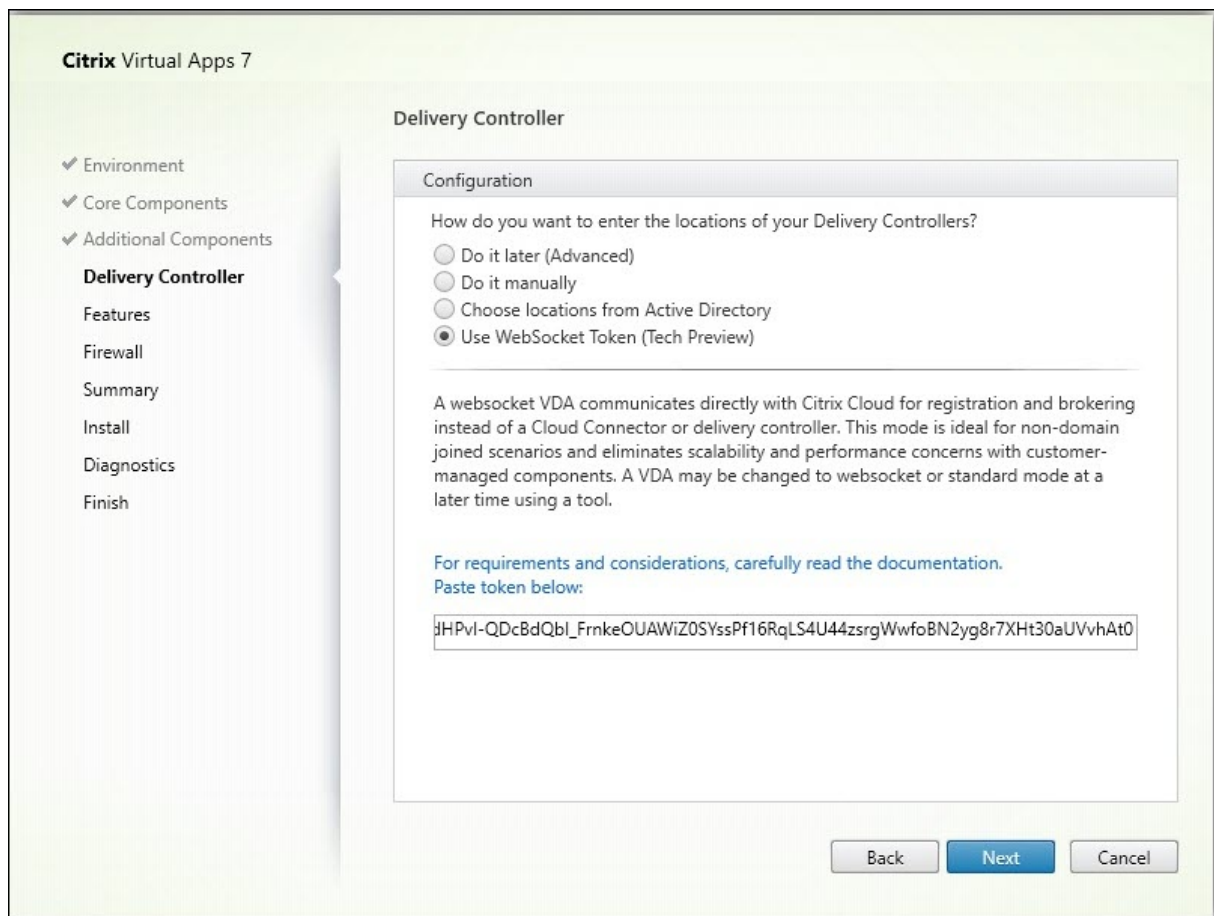 Citrix Virtual Apps 7
Delivery Controller
Environment
Core Components
Additional Components
Delivery Controller
Features
Firewall
Summary
Install
Diagnostics
Finish
Configuration
How do you want to enter the locations of your Delivery Controllers?
Do it later (Advanced)
Do it manually
Choose locations from Active Directory
Use WebSocket Token (Tech Preview)
A websocket VDA communicates directly with Citrix Cloud for registration and brokering
instead of a Cloud Connector or delivery controller. This mode is ideal for non-domain
joined scenarios and eliminates scalability and performance concerns with customer-
managed components. A VDA may be changed to websocket or standard mode at a
later time using a tool.
For requirements and considerations, carefully read the documentation.
Paste token below:
Back
Next
Cancel